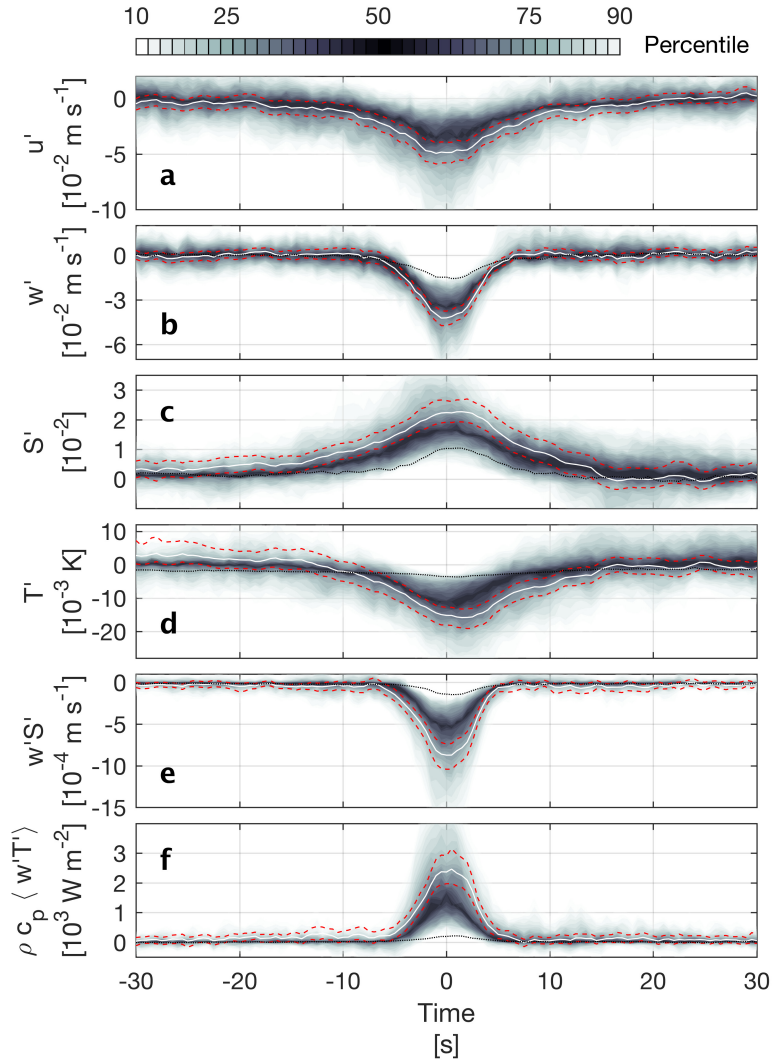 10 25 50 75 90
Percentile
0
-5
-10
u'
[10⁻² m s⁻¹]
a
0
-3
-6
w'
[10⁻² m s⁻¹]
b
3
2
1
0
S'
[10⁻²]
c
10
0
-10
-20
T'
[10⁻³ K]
d
0
-5
-10
-15
w'S'
[10⁻⁴ m s⁻¹]
e
3
2
1
0
ρ c_p ⟨ w'T' ⟩
[10³ W m⁻²]
f
-30 -20 -10 0 10 20 30
Time
[s]